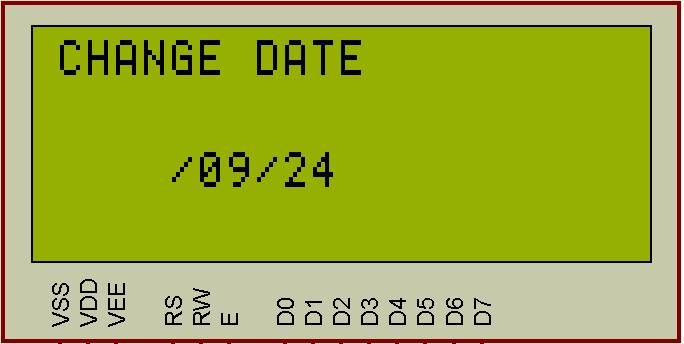 CHANGE DATE
/09/24
VSS
VDD
VEE
RS
RW
E
D0
D1
D2
D3
D4
D5
D6
D7